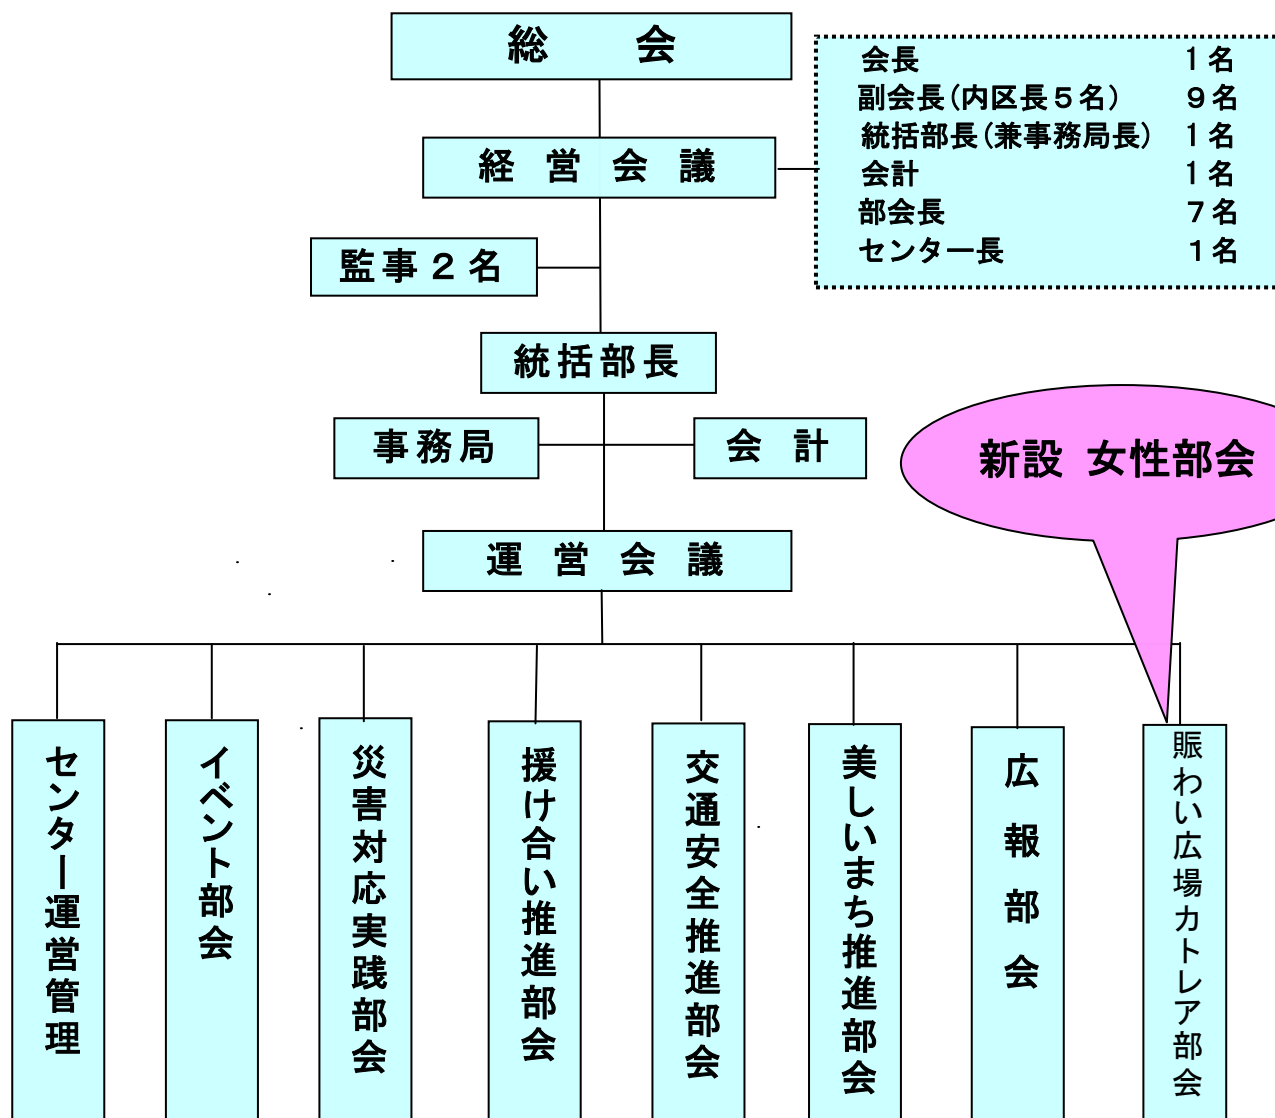 総　会
会長　1名
副会長(内区長５名)　９名
経営会議
統括部長(兼事務局長)　1名
会計　1名
部会長　７名
センター長　1名
監事２名
統括部長
事務局
会計
新設 女性部会
運営会議
センター運営管理
イベント部会
災害対応実践部会
援け合い推進部会
交通安全推進部会
美しいまち推進部会
広報部会
賑わい広場カトレア部会